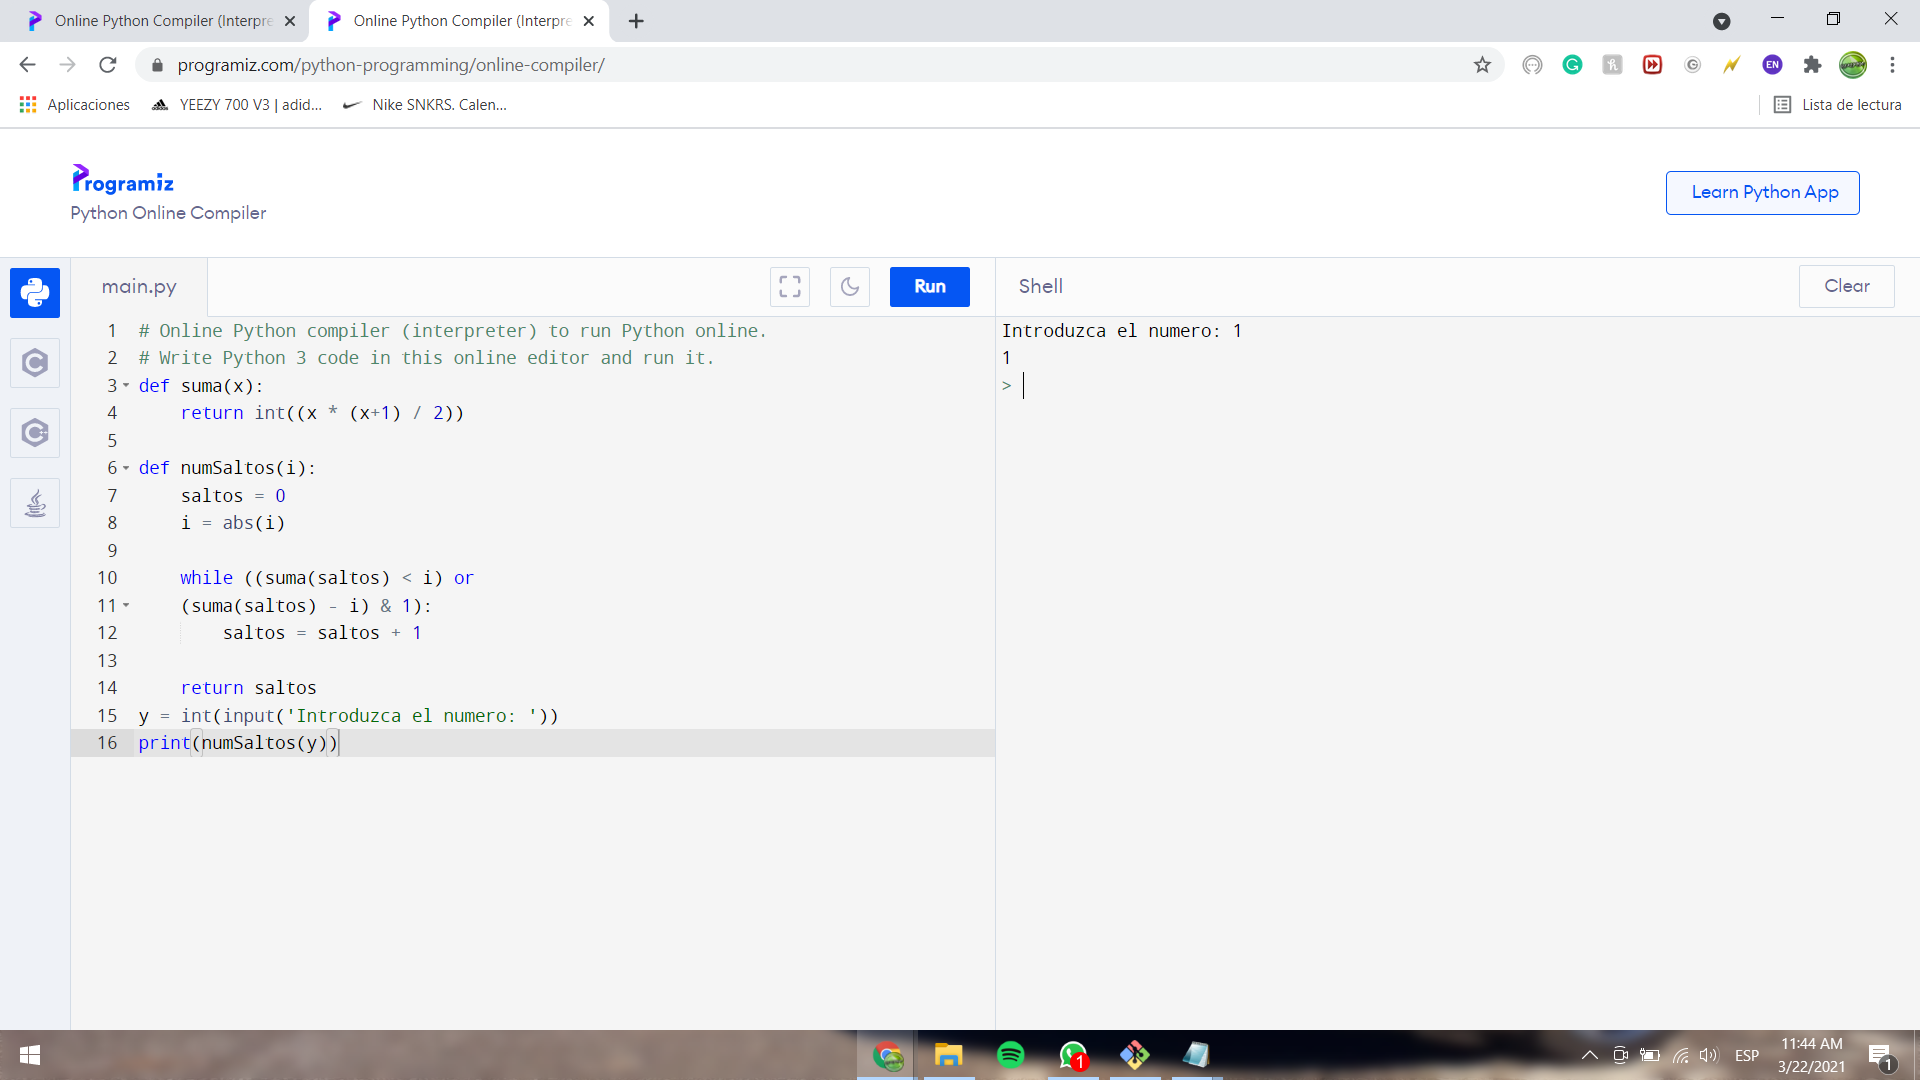 Online Python Compiler (Interpre
Online Python Compiler (Interpre
programiz.com/python-programming/online-compiler/
EN
Aplicaciones
YEEZY 700 V3 | adid...
Nike SNKRS. Calen...
Lista de lectura
Programiz
Python Online Compiler
Learn Python App
main.py
Run
Shell
Clear
1 # Online Python compiler (interpreter) to run Python online.
2 # Write Python 3 code in this online editor and run it.
3 def suma(x):
4     return int((x * (x+1) / 2))
5
6 def numSaltos(i):
7     saltos = 0
8     i = abs(i)
9
10     while ((suma(saltos) < i) or
11     (suma(saltos) - i) & 1):
12         saltos = saltos + 1
13
14     return saltos
15 y = int(input('Introduzca el numero: '))
16 print(numSaltos(y))
Introduzca el numero: 1
1
>
1
ESP
11:44 AM
3/22/2021
1